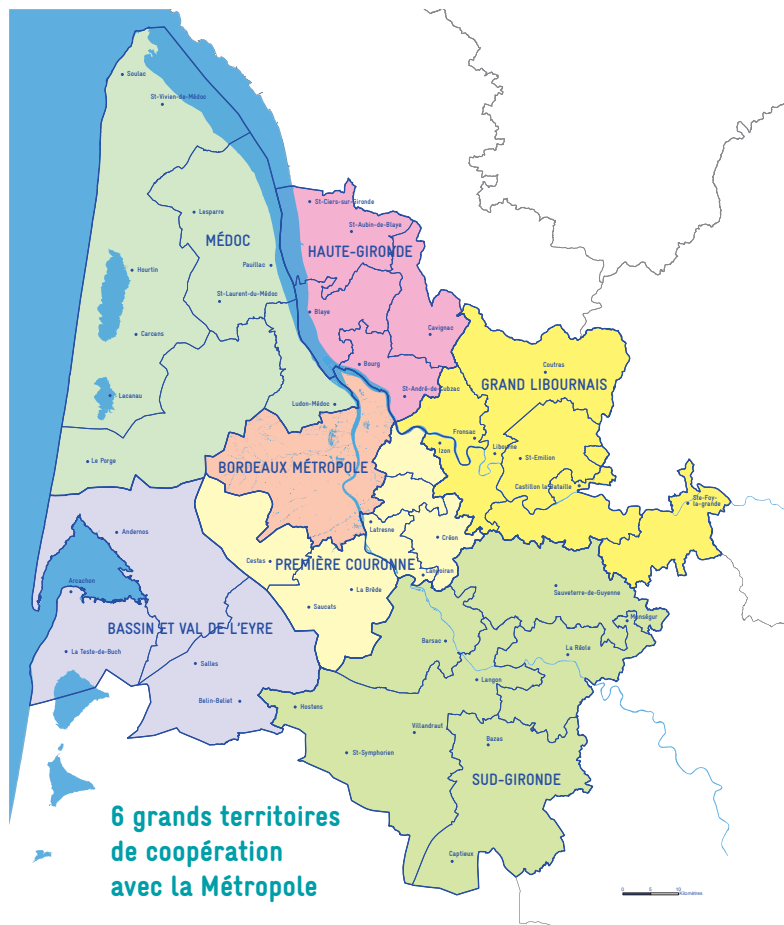 Soulac
St-Vivien-de-Médoc
Lesparre
MÉDOC
St-Ciers-sur-Gironde
St-Aubin-de-Blaye
HAUTE-GIRONDE
Hourtin
Pauillac
St-Laurent-du-Médoc
Blaye
Carcans
Cavignac
Bourg
Coutras
GRAND LIBOURNAIS
Lacanau
Ludon-Médoc
St-André-de-Cubzac
Fronsac
Izon
Libourne
St-Emilion
Le Porge
BORDEAUX MÉTROPOLE
Castillon la Bataille
Ste-Foy-
la-grande
Andernos
Latresne
Créon
Cestas
PREMIÈRE COURONNE
Langoiran
Arcachon
La Brède
Sauveterre-de-Guyenne
Saucats
Monségur
BASSIN ET VAL DE L'EYRE
Barsac
La Teste-de-Buch
La Réole
Salles
Langon
Belin-Beliet
Hostens
Villandraut
Bazas
St-Symphorien
SUD-GIRONDE
6 grands territoires
de coopération
avec la Métropole
Captieux
0 5 10
Kilomètres